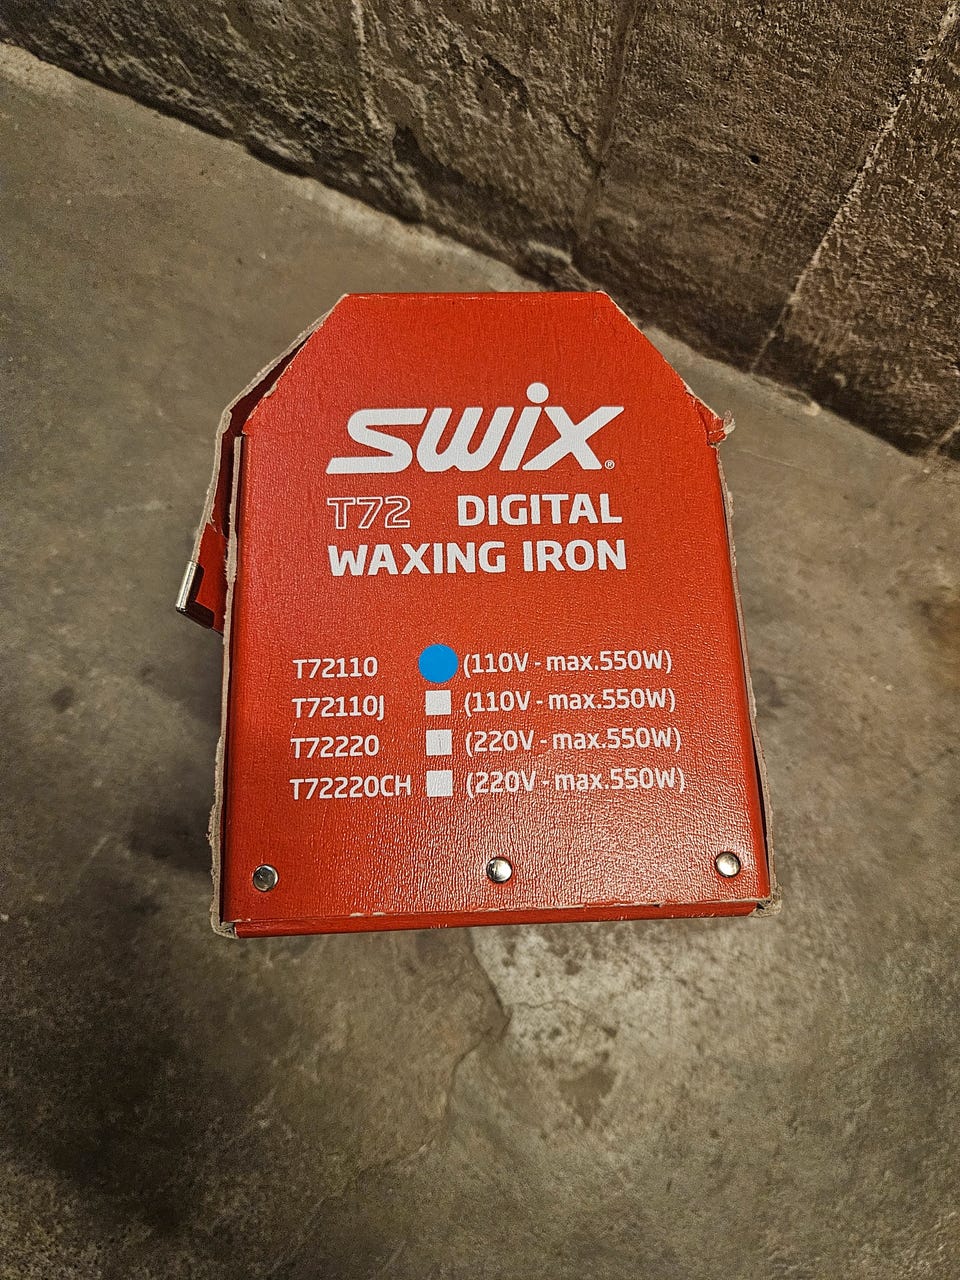 SWIX®
T72 DIGITAL
WAXING IRON
T72110 (110V - max.550W)
T72110J (110V - max.550W)
T72220 (220V - max.550W)
T72220CH (220V - max.550W)